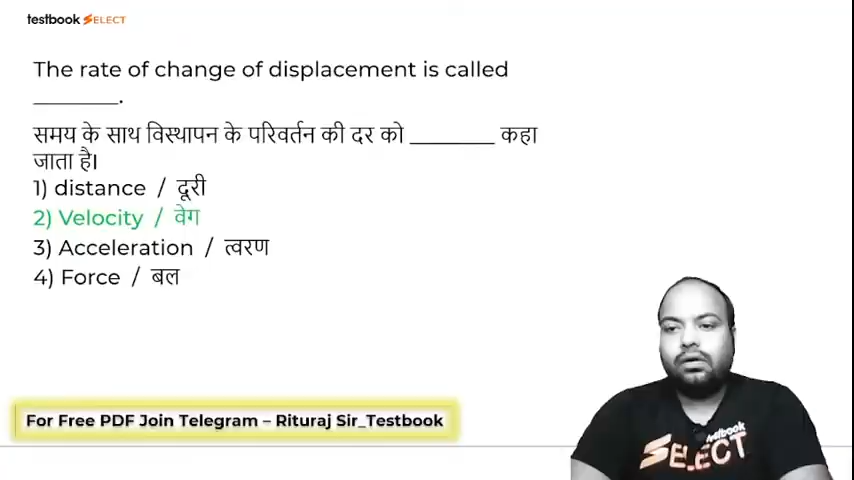 testbook SELECT
The rate of change of displacement is called
________.
समय के साथ विस्थापन के परिवर्तन की दर को ________ कहा
जाता है।
1) distance / दूरी
2) Velocity / वेग
3) Acceleration / त्वरण
4) Force / बल
For Free PDF Join Telegram – Rituraj Sir_Testbook
testbook
SELECT